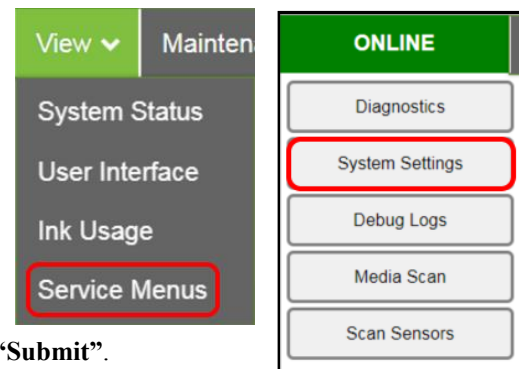 View
System Status
User Interface
Ink Usage
Service Menus
ONLINE
Diagnostics
System Settings
Debug Logs
Media Scan
Scan Sensors
“Submit”.